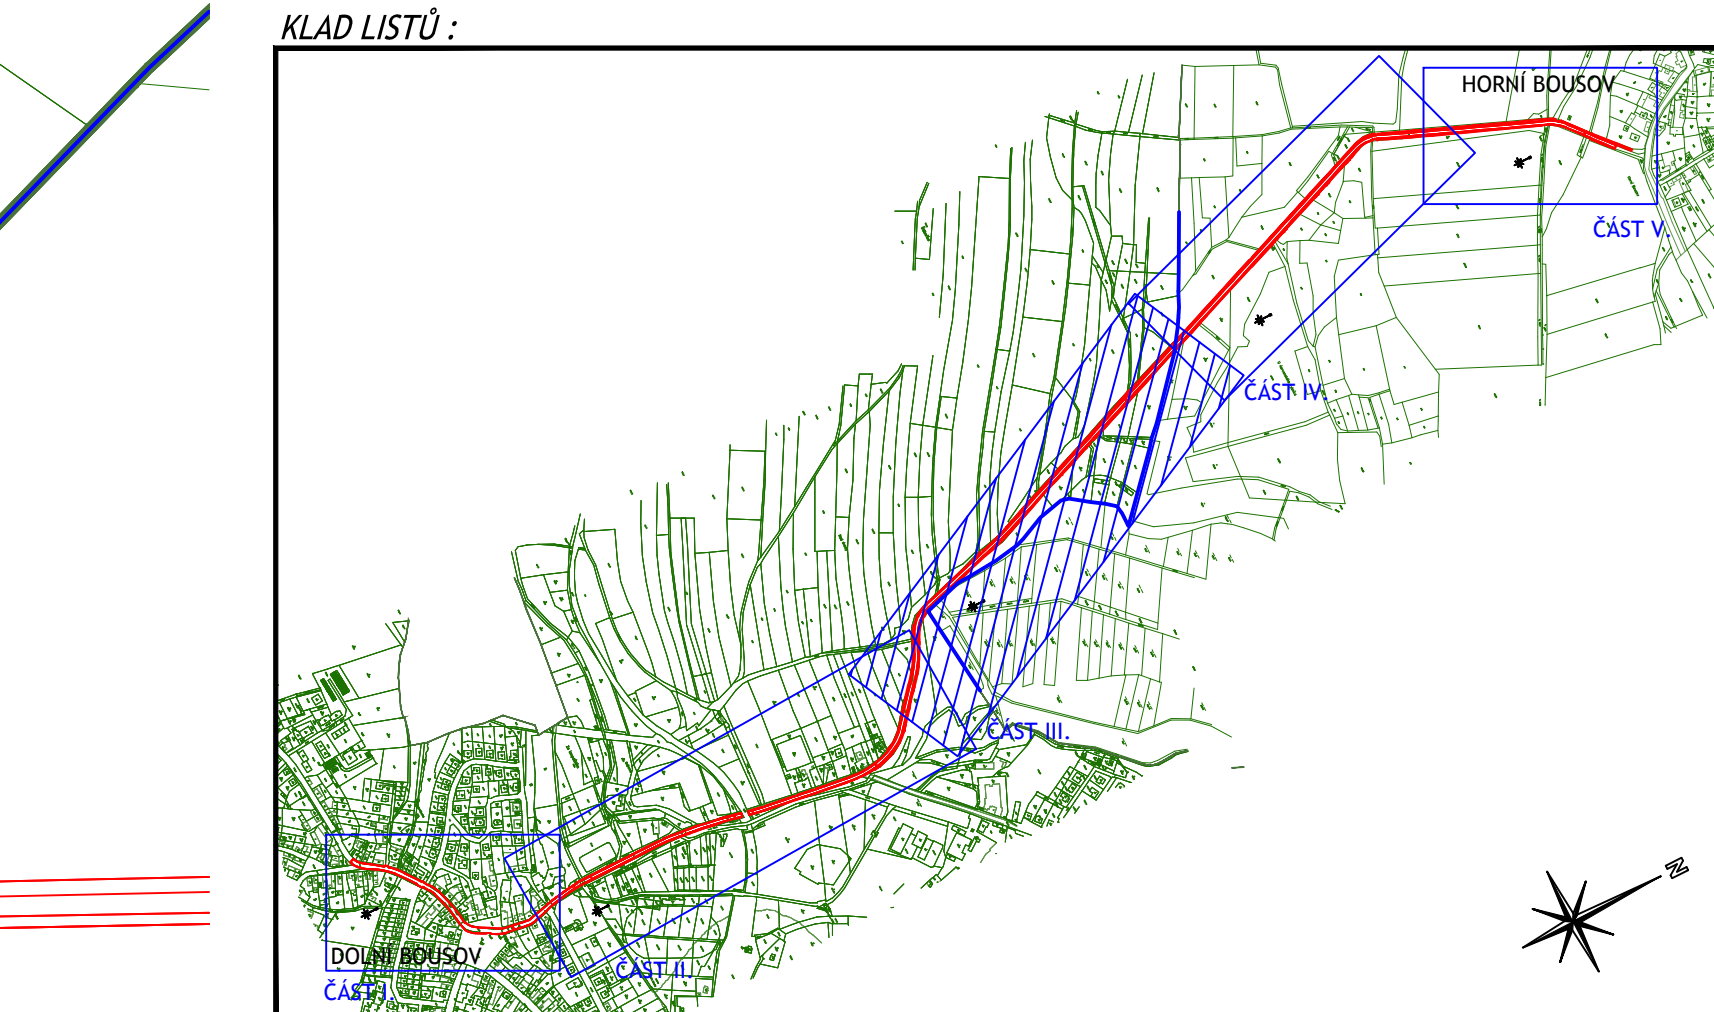 KLAD LISTŮ :
HORNÍ BOUSOV
ČÁST V.
ČÁST IV.
ČÁST III.
N
DOLNÍ BOUSOV
ČÁST II.
ČÁST I.